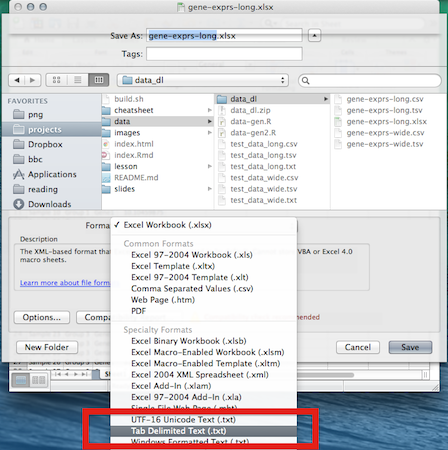 gene-exprs-long.xlsx
Save As: gene-exprs-long.xlsx
Tags:
data_dl
FAVORITES
png
projects
Dropbox
bbc
Applications
reading
Downloads
build.sh
cheatsheet
data
images
index.html
index.Rmd
lesson
README.md
slides
data_dl
data_dl.zip
data-gen.R
data-gen2.R
test_data_long.csv
test_data_long.tsv
test_data_wide.csv
test_data_wide.tsv
gene-exprs-long.csv
gene-exprs-long.tsv
gene-exprs-long.xlsx
gene-exprs-wide.csv
gene-exprs-wide.tsv
Format
✓ Excel Workbook (.xlsx)
Common Formats
Excel 97-2004 Workbook (.xls)
Excel Template (.xltx)
Excel 97-2004 Template (.xlt)
Comma Separated Values (.csv)
Web Page (.htm)
PDF
Specialty Formats
Excel Binary Workbook (.xlsb)
Excel Macro-Enabled Workbook (.xlsm)
Excel Macro-Enabled Template (.xltm)
Excel 2004 XML Spreadsheet (.xml)
Excel Add-In (.xlam)
Excel 97-2004 Add-In (.xla)
Single File Web Page (.mht)
UTF-16 Unicode Text (.txt)
Tab Delimited Text (.txt)
Windows Formatted Text (.txt)
Description
The XML-based format that
VBA or Excel 4.0
macro sheets.
Learn more about file form
Options...
Compa
mmended
New Folder
Cancel
Save